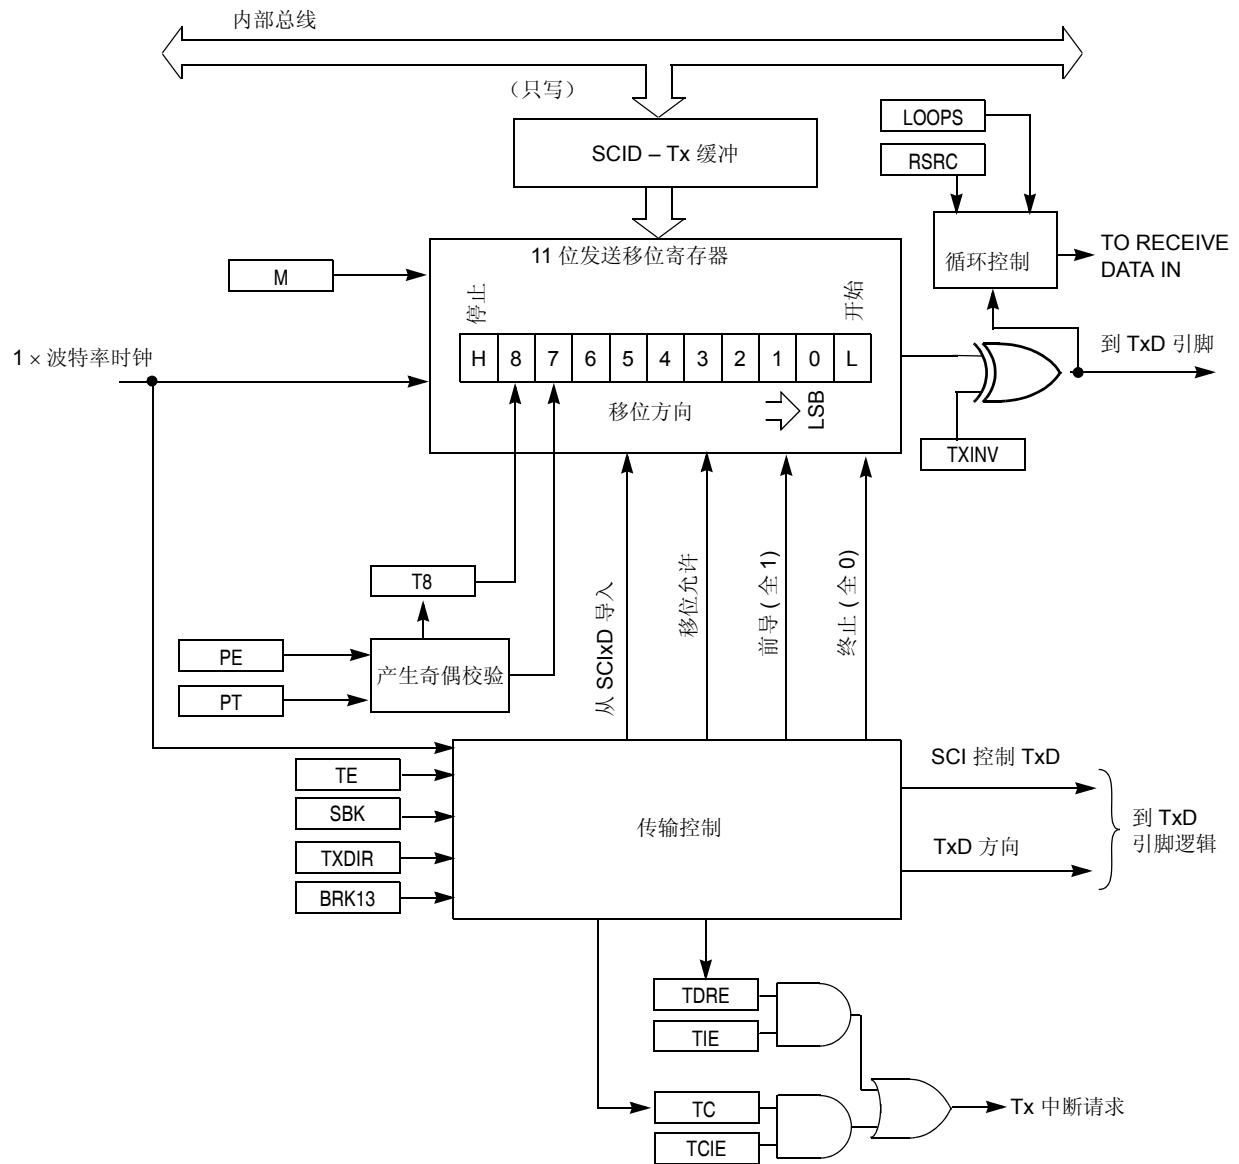 内部总线
（只写）
SCID – Tx 缓冲
LOOPS
RSRC
循环控制
TO RECEIVE
DATA IN
11 位发送移位寄存器
M
停止
开始
H 8 7 6 5 4 3 2 1 0 L
移位方向
LSB
1 × 波特率时钟
到 TxD 引脚
TXINV
T8
PE
PT
产生奇偶校验
从 SCIxD 导入
移位允许
前导 ( 全 1)
终止 ( 全 0)
TE
SBK
TXDIR
BRK13
传输控制
SCI 控制 TxD
TxD 方向
到 TxD
引脚逻辑
TDRE
TIE
TC
TCIE
Tx 中断请求